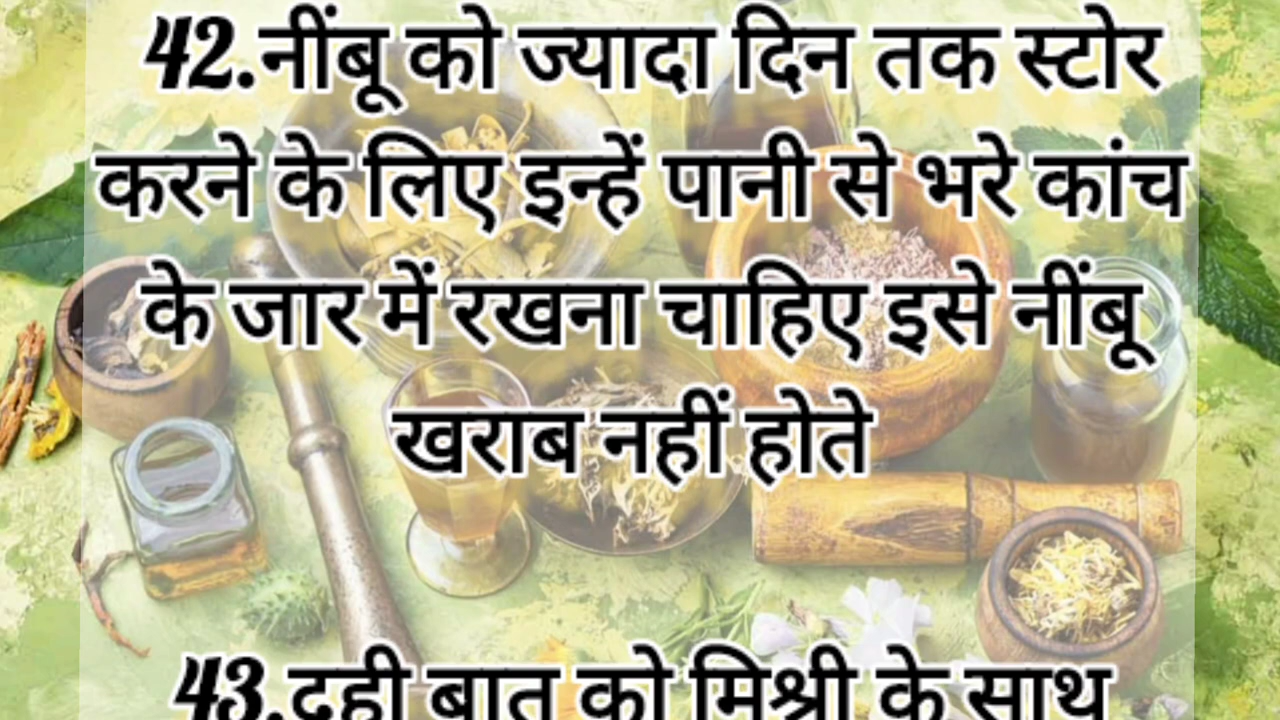 42.नींबू को ज्यादा दिन तक स्टोर
करने के लिए इन्हें पानी से भरे कांच
के जार में रखना चाहिए इसे नींबू
खराब नहीं होते
43.दही बात को मिश्री के साथ